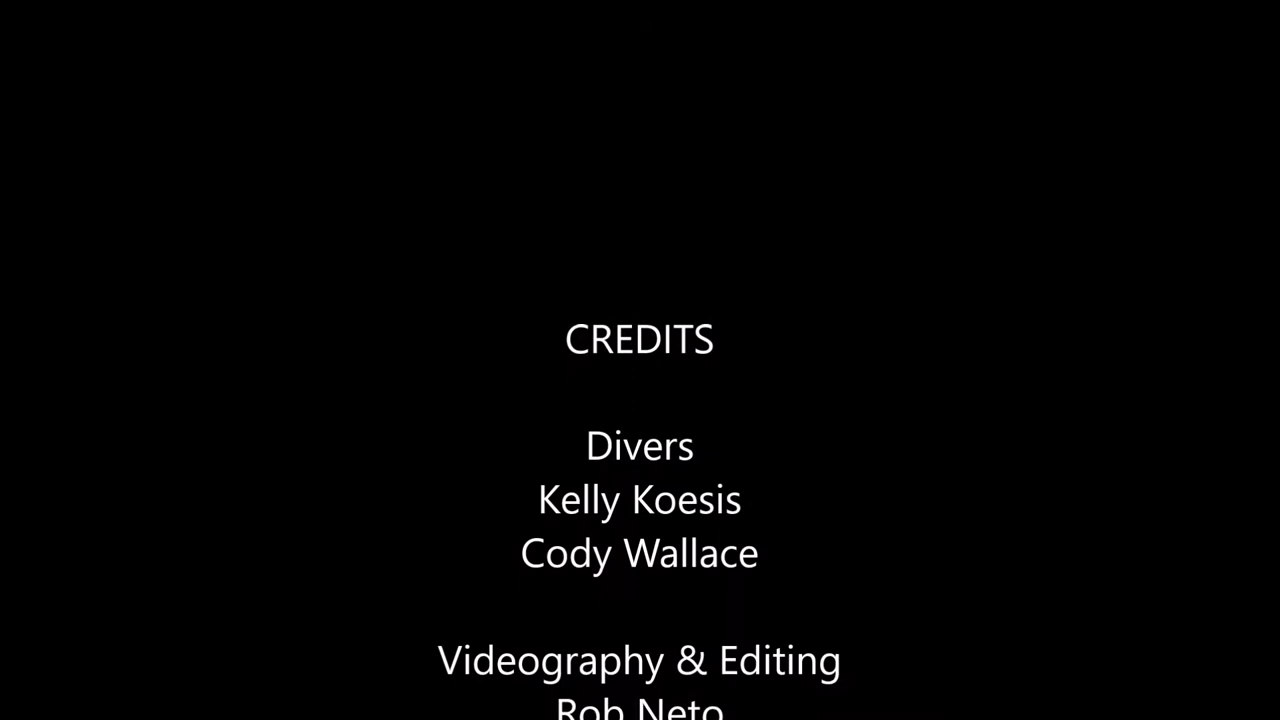 CREDITS
Divers
Kelly Koesis
Cody Wallace
Videography & Editing
Rob Neto